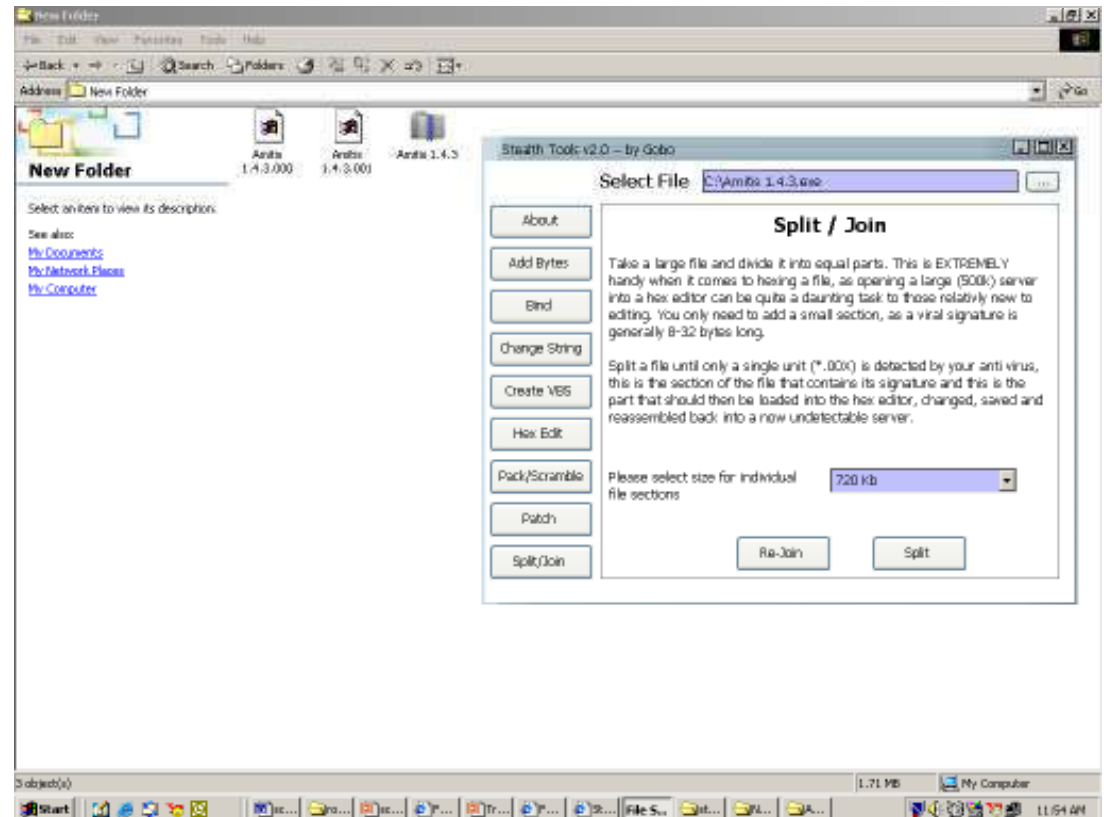 New Folder
File Edit View Favorites Tools Help
Back Search Folders
Address New Folder Go
Amitis 1.4.3.000
Amitis 1.4.3.001
Amitis 1.4.3
New Folder
Select an item to view its description.
See also:
My Documents
My Network Places
My Computer
Stealth Tools v2.0 - by Gobo
Select File C:\Amitis 1.4.3.exe ...
About
Add Bytes
Bind
Change String
Create VBS
Hex Edit
Pack/Scramble
Patch
Split/Join
Split / Join
Take a large file and divide it into equal parts. This is EXTREMELY
handy when it comes to hexing a file, as opening a large (500k) server
into a hex editor can be quite a daunting task to those relativly new to
editing. You only need to add a small section, as a viral signature is
generally 8-32 bytes long.
Split a file until only a single unit (*.00X) is detected by your anti virus,
this is the section of the file that contains its signature and this is the
part that should then be loaded into the hex editor, changed, saved and
reassembled back into a now undetectable server.
Please select size for individual
file sections
720 Kb
Re-Join Split
3 object(s) 1.71 MB My Computer
Start File S... 11:54 AM